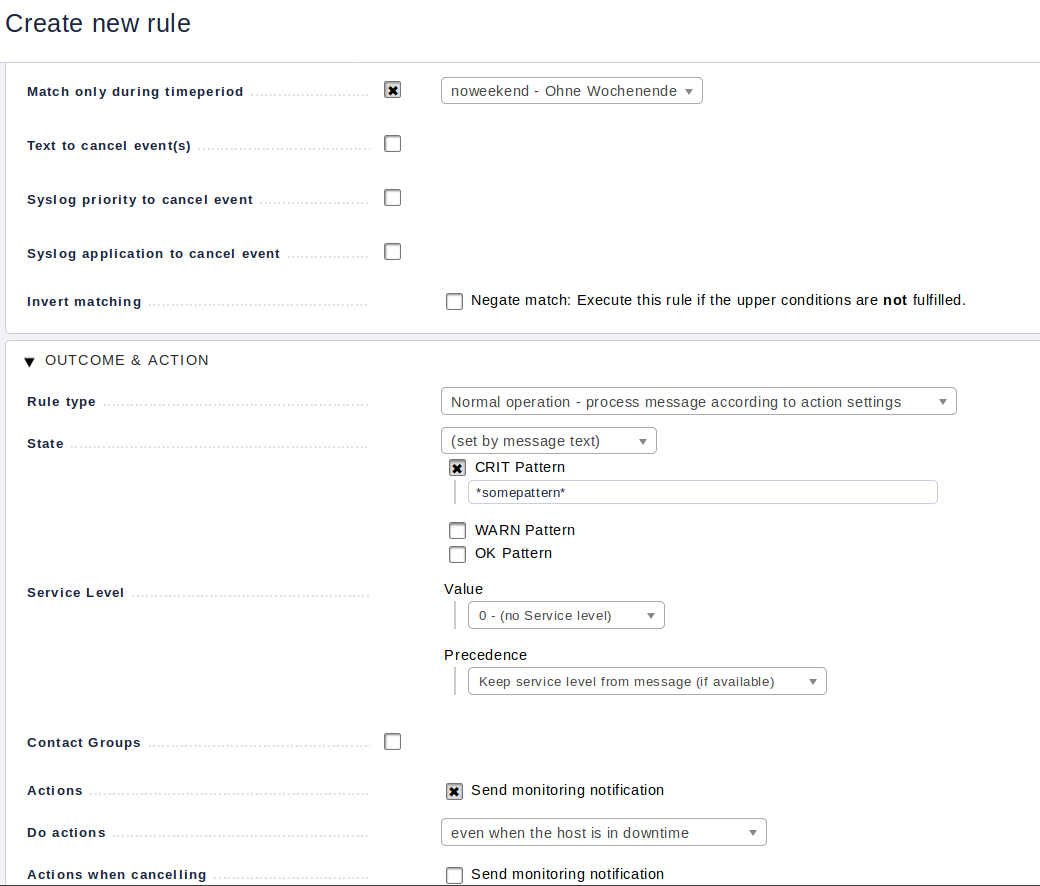 Create new rule
Match only during timeperiod noweekend - Ohne Wochenende
Text to cancel event(s)
Syslog priority to cancel event
Syslog application to cancel event
Invert matching Negate match: Execute this rule if the upper conditions are not fulfilled.
OUTCOME & ACTION
Rule type Normal operation - process message according to action settings
State (set by message text)
CRIT Pattern
*somepattern*
WARN Pattern
OK Pattern
Service Level Value
0 - (no Service level)
Precedence
Keep service level from message (if available)
Contact Groups
Actions Send monitoring notification
Do actions even when the host is in downtime
Actions when cancelling Send monitoring notification